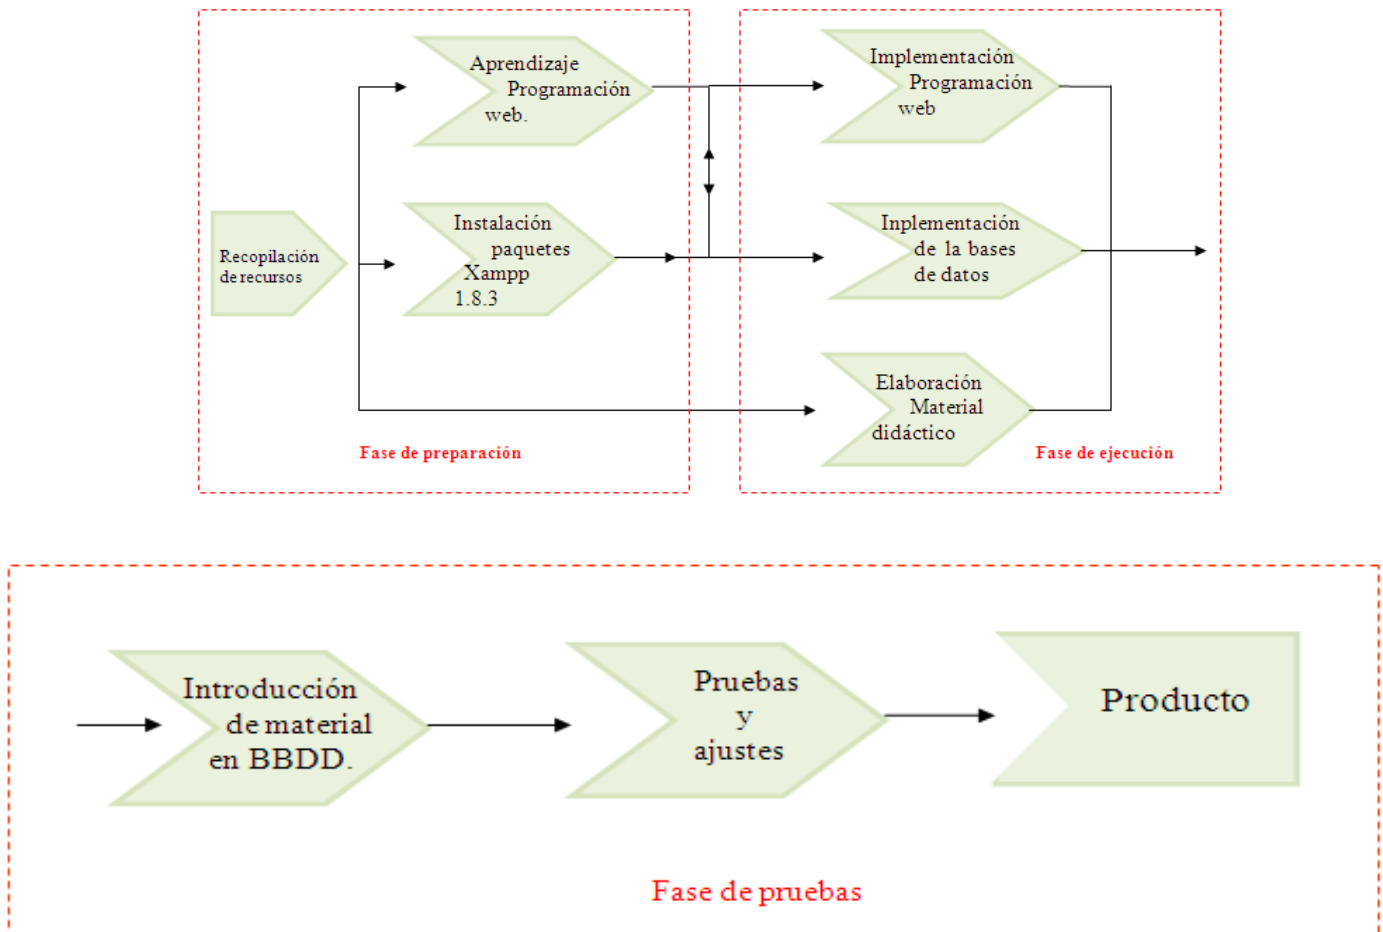 Aprendizaje
Programación
web.
Implementación
Programación
web
Recopilación
de recursos
Instalación
paquetes
Xampp
1.8.3
Inplementación
de la bases
de datos
Elaboración
Material
didáctico
Fase de preparación
Fase de ejecución
Introducción
de material
en BBDD.
Pruebas
y
ajustes
Producto
Fase de pruebas